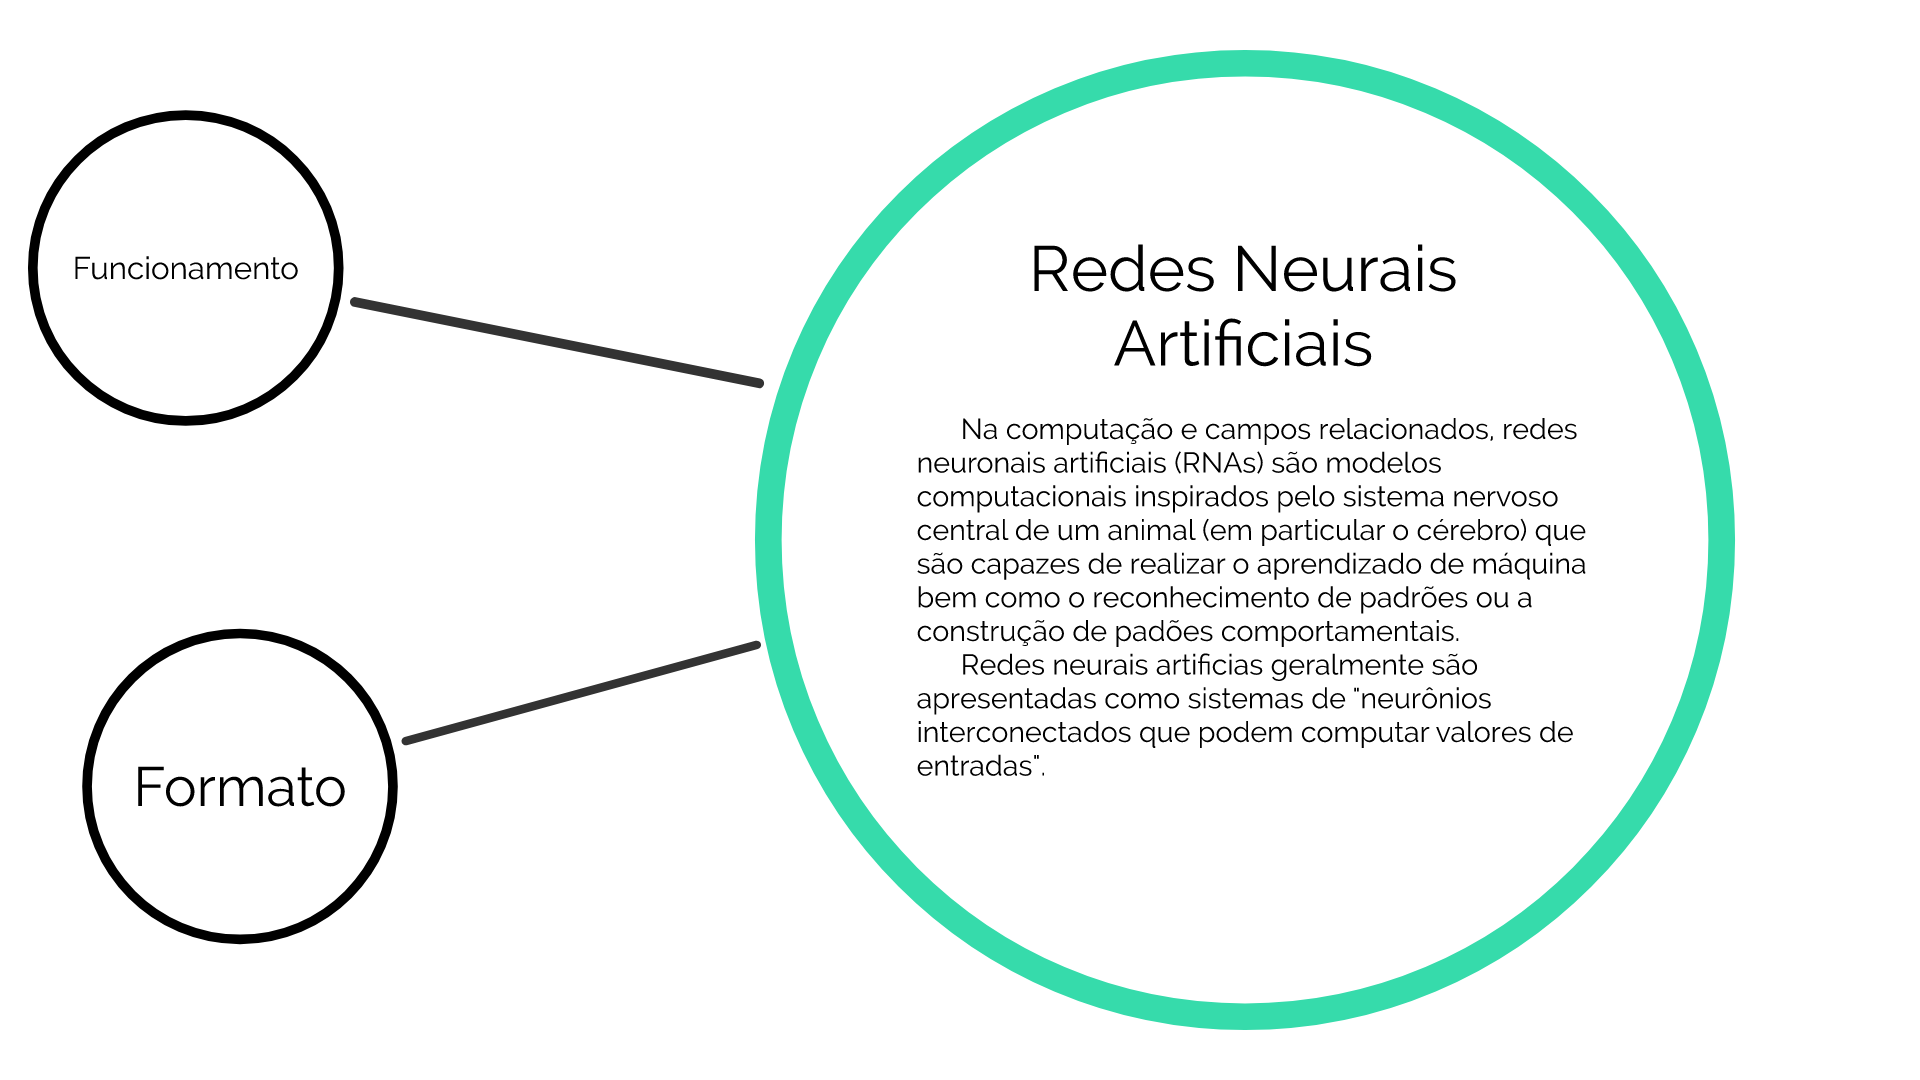 Funcionamento
Formato
Redes Neurais
Artificiais
Na computação e campos relacionados, redes
neuronais artificiais (RNAs) são modelos
computacionais inspirados pelo sistema nervoso
central de um animal (em particular o cérebro) que
são capazes de realizar o aprendizado de máquina
bem como o reconhecimento de padrões ou a
construção de padões comportamentais.
Redes neurais artificias geralmente são
apresentadas como sistemas de "neurônios
interconectados que podem computar valores de
entradas".